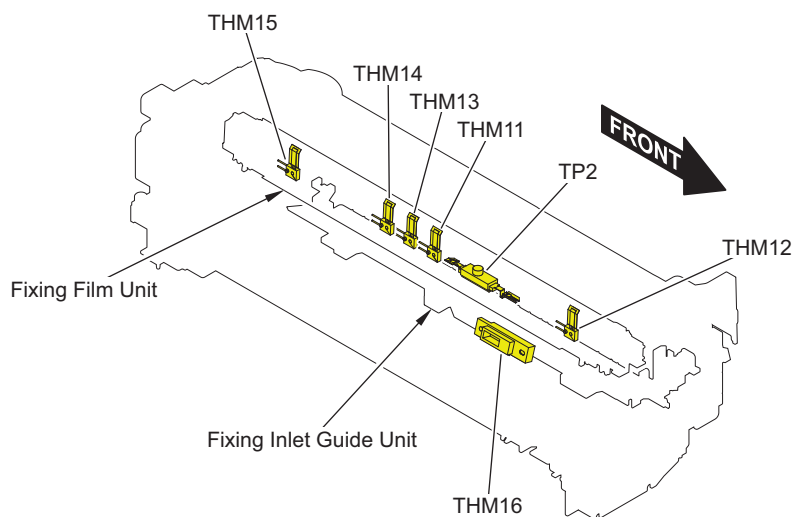 THM15
THM14
THM13
THM11
FRONT
TP2
THM12
Fixing Film Unit
Fixing Inlet Guide Unit
THM16